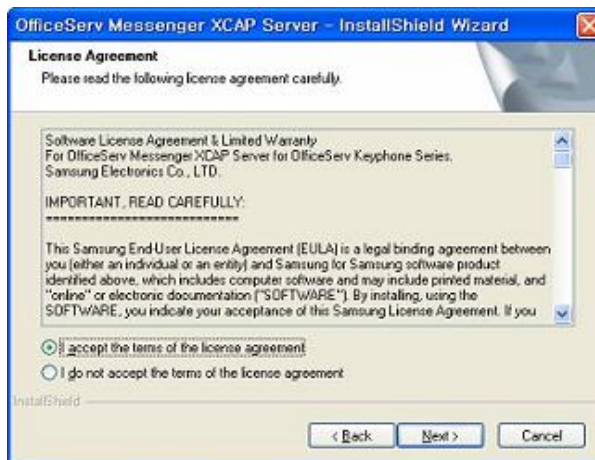 OfficeServ Messenger XCAP Server - InstallShield Wizard
License Agreement
Please read the following license agreement carefully.
Software License Agreement & Limited Warranty
For OfficeServ Messenger XCAP Server for OfficeServ Keyphone Series.
Samsung Electronics Co., LTD.
IMPORTANT, READ CAREFULLY:
===========================
This Samsung End-User License Agreement (EULA) is a legal binding agreement between
you (either an individual or an entity) and Samsung for Samsung software product
identified above, which includes computer software and may include printed material, and
"online" or electronic documentation ("SOFTWARE"). By installing, using the
SOFTWARE, you indicate your acceptance of this Samsung License Agreement. If you
I accept the terms of the license agreement
I do not accept the terms of the license agreement
InstallShield
< Back
Next >
Cancel